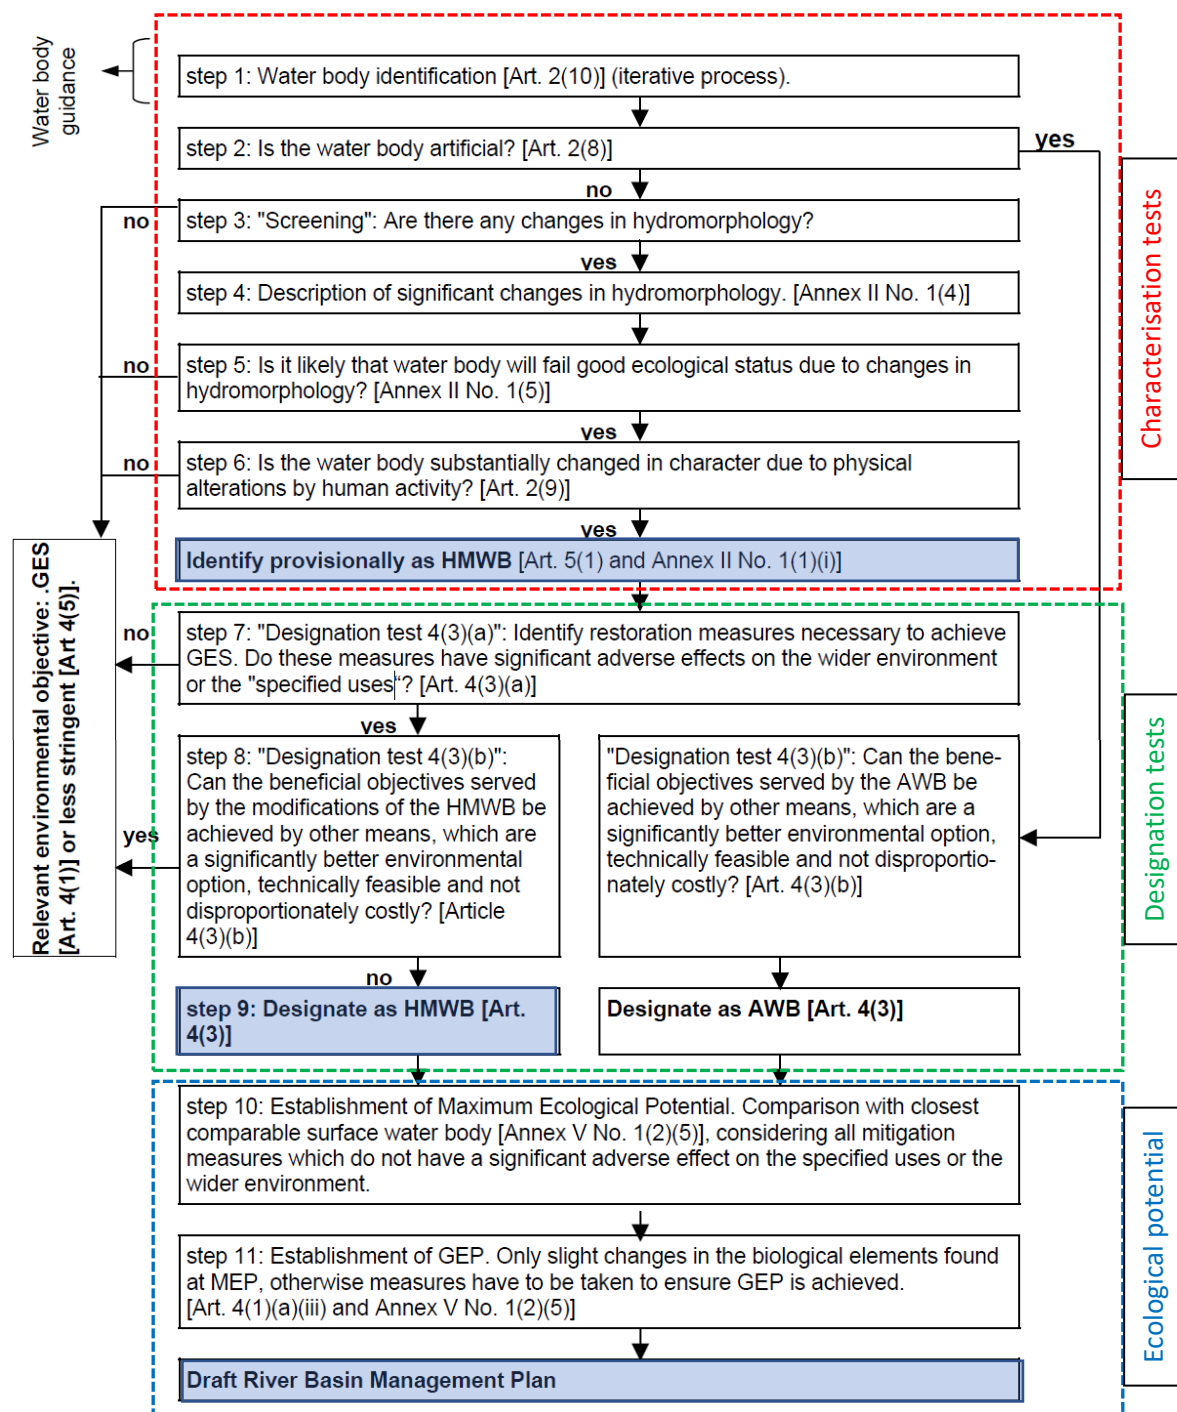 Water body
guidance
step 1: Water body identification [Art. 2(10)] (iterative process).
step 2: Is the water body artificial? [Art. 2(8)]
yes
no
step 3: "Screening": Are there any changes in hydromorphology?
no
yes
step 4: Description of significant changes in hydromorphology. [Annex II No. 1(4)]
step 5: Is it likely that water body will fail good ecological status due to changes in
hydromorphology? [Annex II No. 1(5)]
no
yes
step 6: Is the water body substantially changed in character due to physical
alterations by human activity? [Art. 2(9)]
no
yes
Identify provisionally as HMWB [Art. 5(1) and Annex II No. 1(1)(i)]
Characterisation tests
Relevant environmental objective: .GES
[Art. 4(1)] or less stringent [Art 4(5)].
step 7: "Designation test 4(3)(a)": Identify restoration measures necessary to achieve
GES. Do these measures have significant adverse effects on the wider environment
or the "specified uses“? [Art. 4(3)(a)]
no
yes
step 8: "Designation test 4(3)(b)":
Can the beneficial objectives served
by the modifications of the HMWB be
achieved by other means, which are
a significantly better environmental
option, technically feasible and not
disproportionately costly? [Article
4(3)(b)]
yes
no
"Designation test 4(3)(b)": Can the bene-
ficial objectives served by the AWB be
achieved by other means, which are a
significantly better environmental option,
technically feasible and not disproportio-
nately costly? [Art. 4(3)(b)]
step 9: Designate as HMWB [Art.
4(3)]
Designate as AWB [Art. 4(3)]
Designation tests
step 10: Establishment of Maximum Ecological Potential. Comparison with closest
comparable surface water body [Annex V No. 1(2)(5)], considering all mitigation
measures which do not have a significant adverse effect on the specified uses or the
wider environment.
step 11: Establishment of GEP. Only slight changes in the biological elements found
at MEP, otherwise measures have to be taken to ensure GEP is achieved.
[Art. 4(1)(a)(iii) and Annex V No. 1(2)(5)]
Draft River Basin Management Plan
Ecological potential